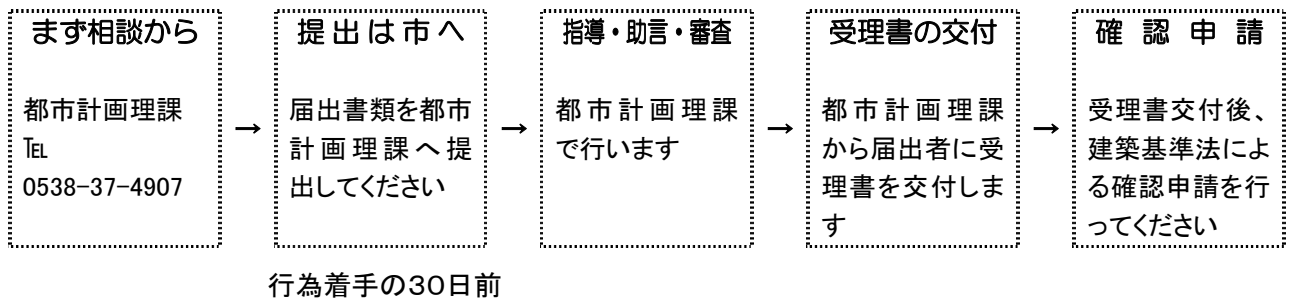 まず相談から
都市計画理課
℡
0538-37-4907
→
提出は市へ
届出書類を都市
計画理課へ提
出してください
→
指導・助言・審査
都市計画理課
で行います
→
受理書の交付
都市計画理課
から届出者に受
理書を交付しま
す
→
確認申請
受理書交付後、
建築基準法によ
る確認申請を行
ってください
行為着手の30日前